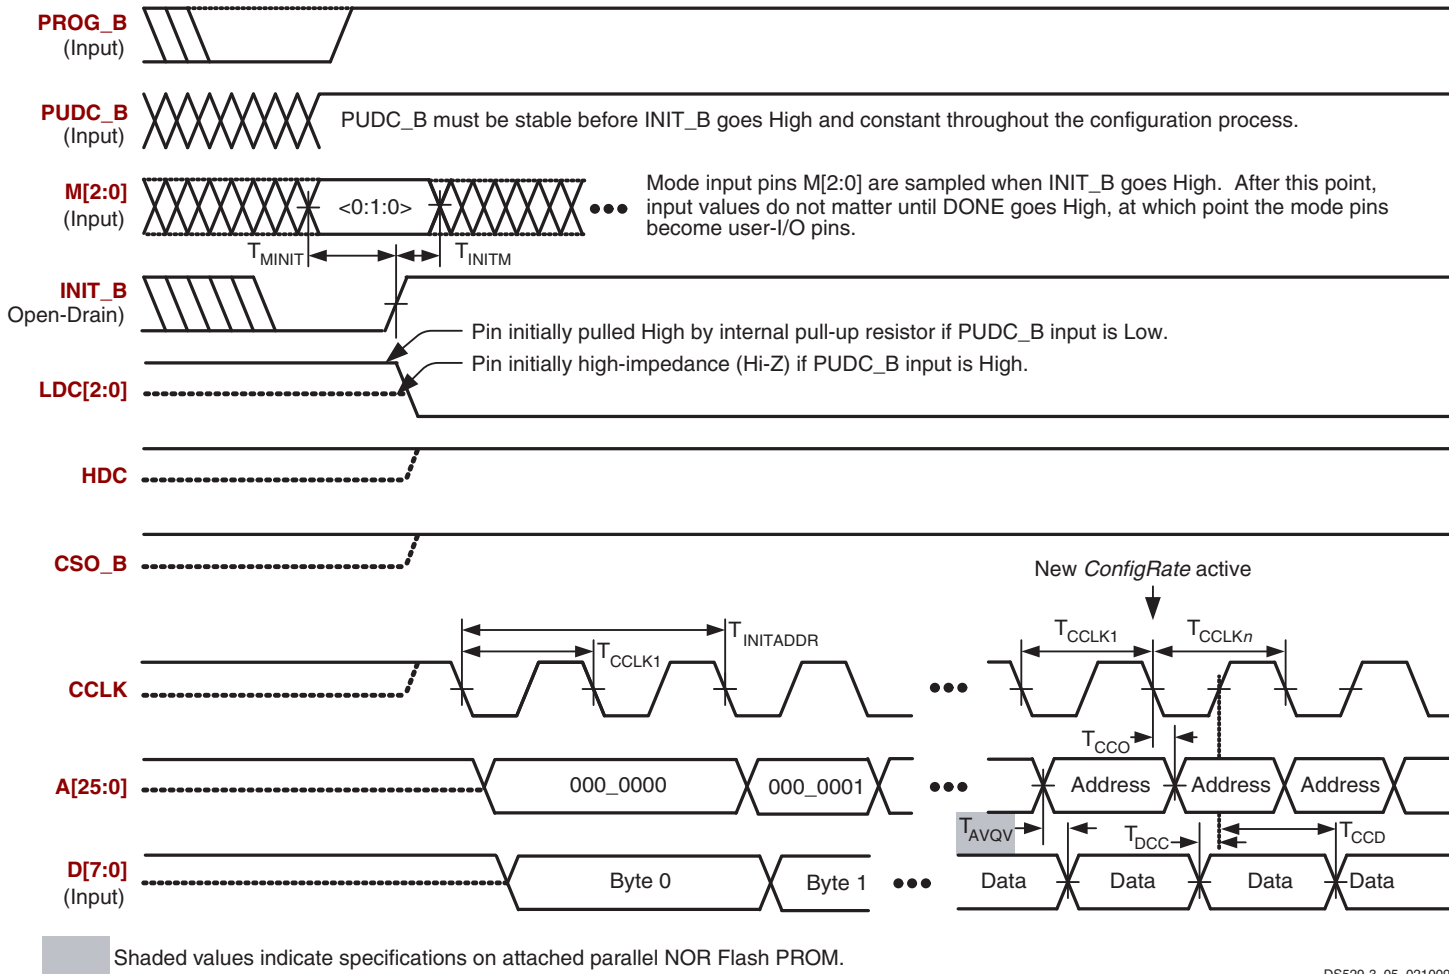 PROG_B
(Input)
PUDC_B
(Input)
PUDC_B must be stable before INIT_B goes High and constant throughout the configuration process.
M[2:0]
(Input)
<0:1:0>
Mode input pins M[2:0] are sampled when INIT_B goes High. After this point,
input values do not matter until DONE goes High, at which point the mode pins
become user-I/O pins.
TMINIT
TINITM
INIT_B
Open-Drain)
Pin initially pulled High by internal pull-up resistor if PUDC_B input is Low.
Pin initially high-impedance (Hi-Z) if PUDC_B input is High.
LDC[2:0]
HDC
CSO_B
New ConfigRate active
TINITADDR
TCCLK1
TCCLK1
TCCLKn
CCLK
TCCO
A[25:0]
000_0000
000_0001
Address
Address
Address
TAVQV
TDCC
TCCD
D[7:0]
(Input)
Byte 0
Byte 1
Data
Data
Data
Data
Shaded values indicate specifications on attached parallel NOR Flash PROM.